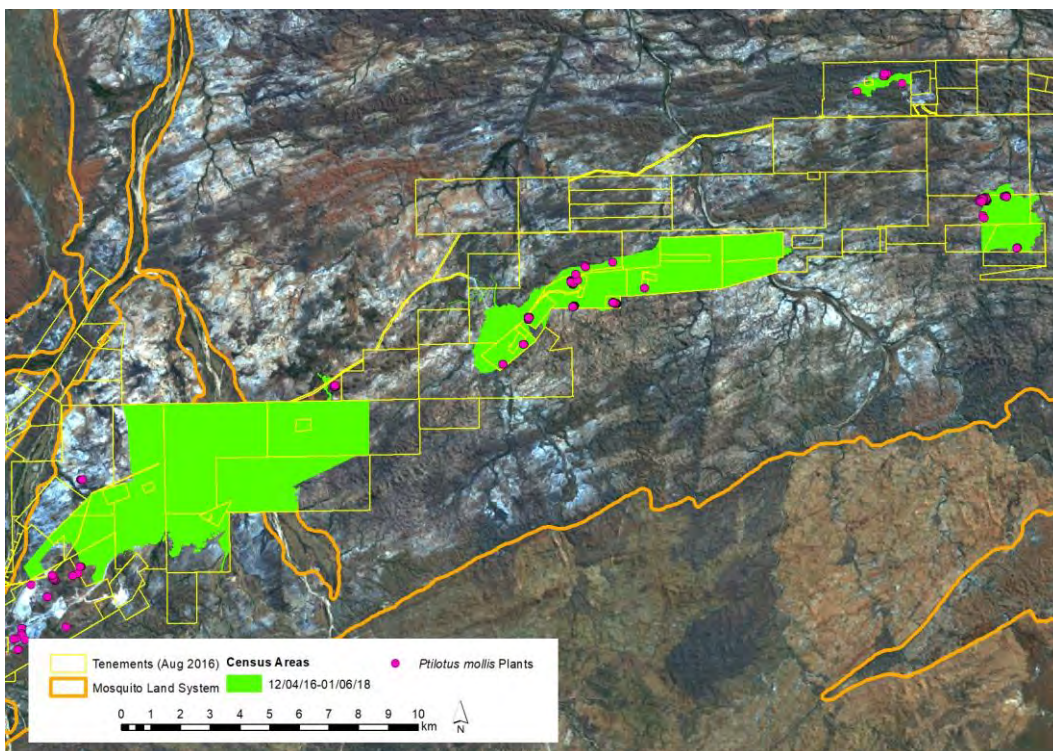 Tenements (Aug 2016) Census Areas Ptilotus mollis Plants
Mosquito Land System 12/04/16-01/06/18
0 1 2 3 4 5 6 7 8 9 10
km
N